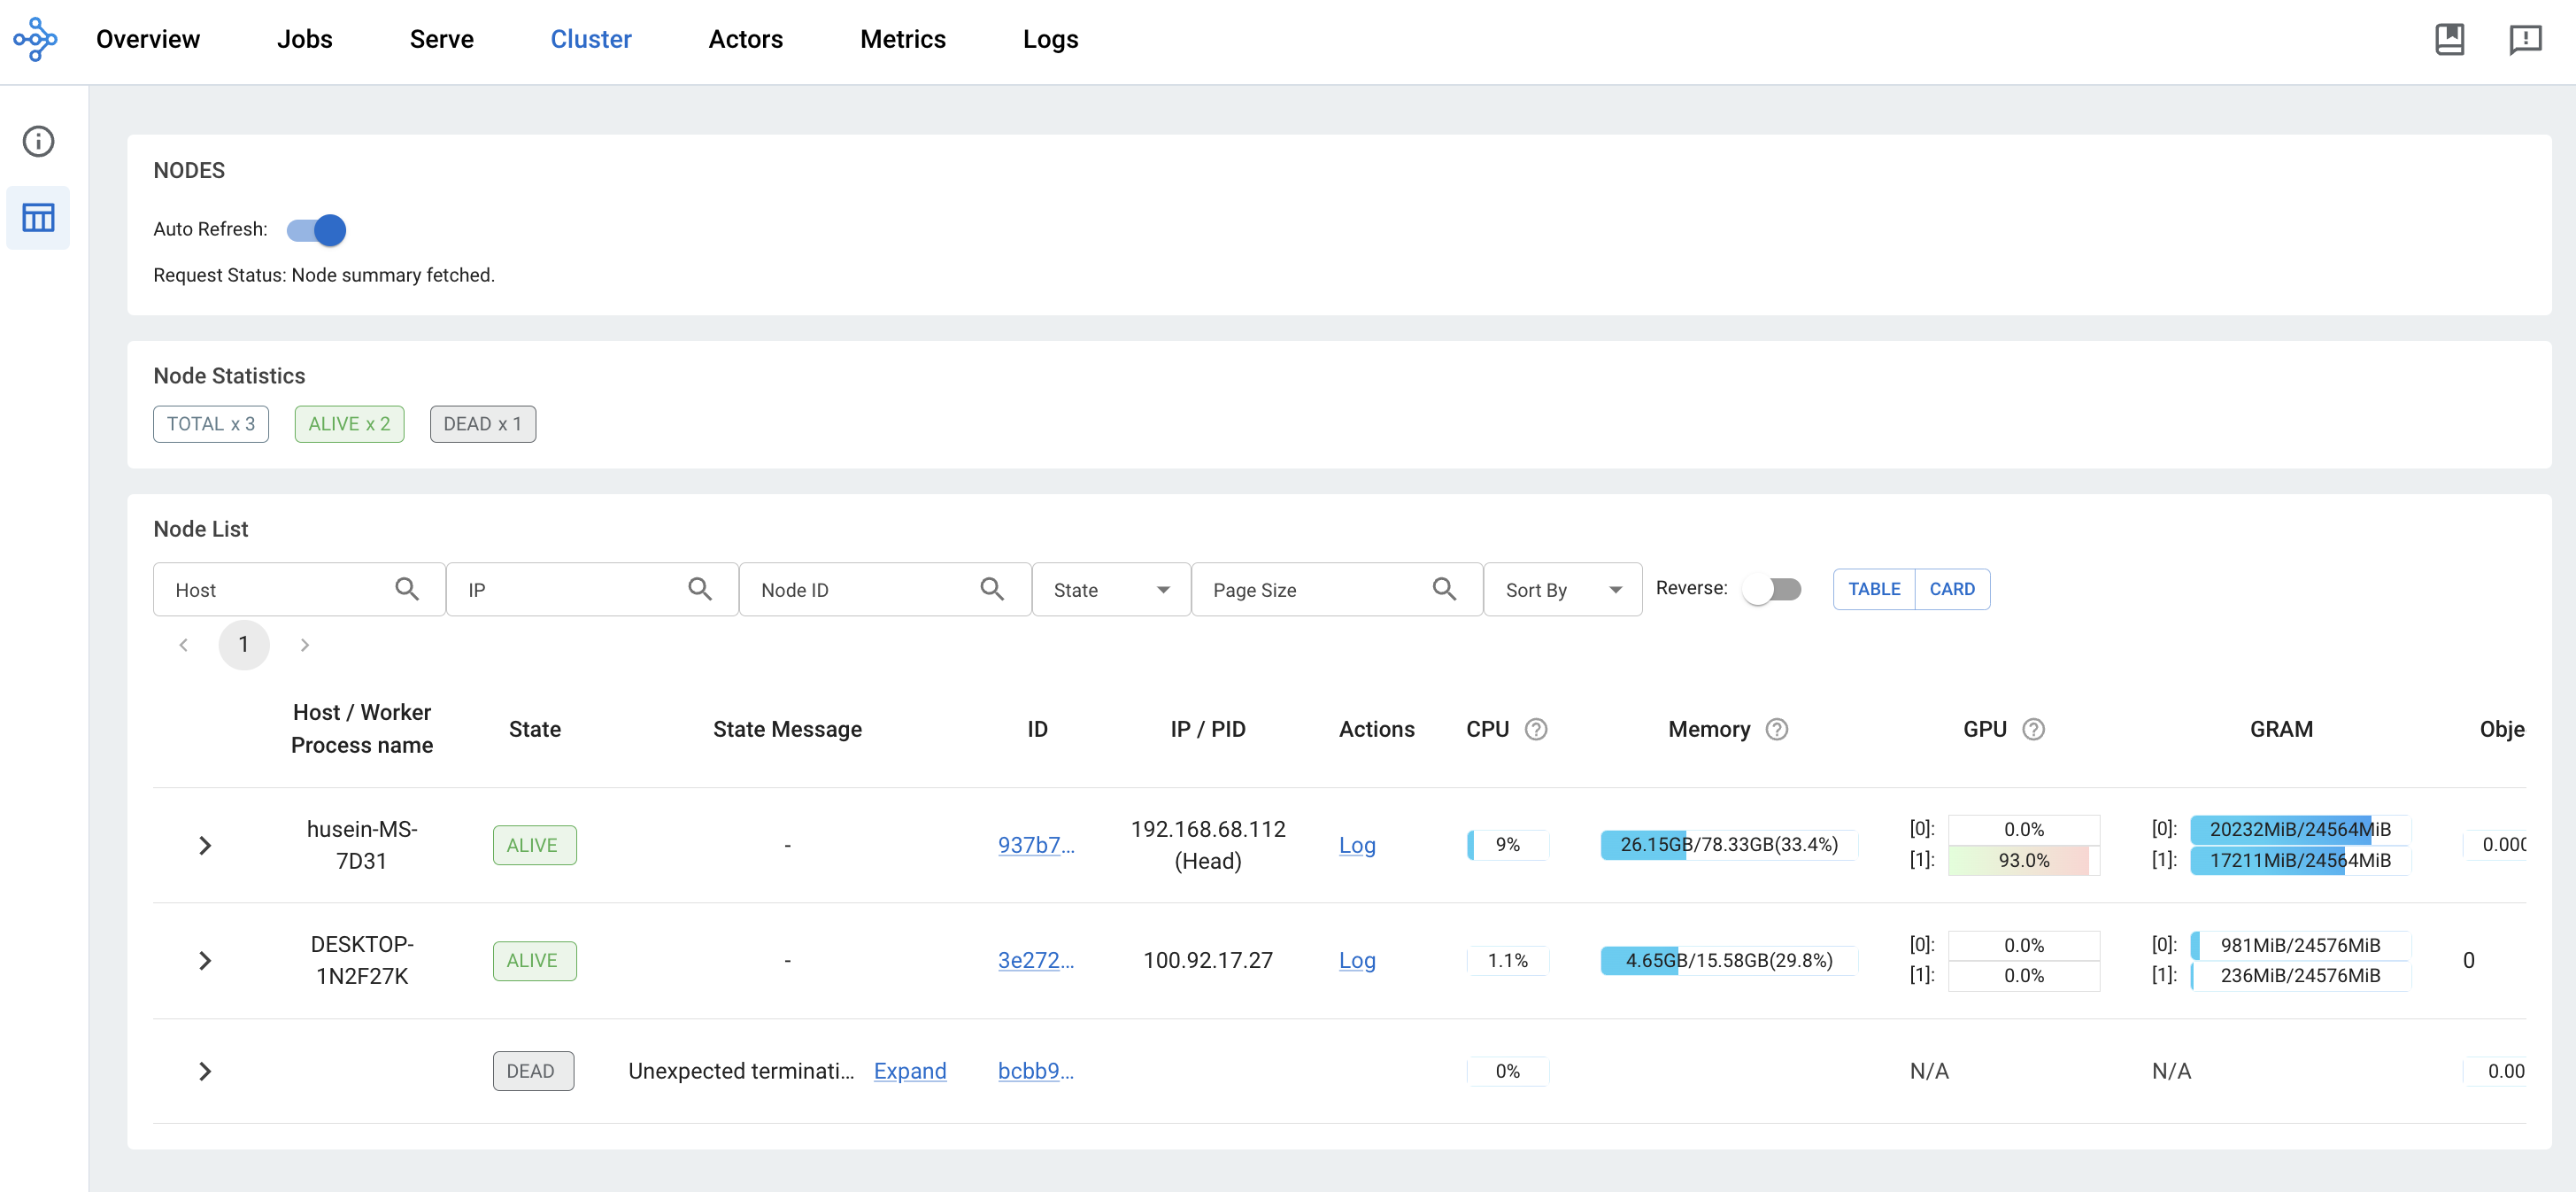 Overview Jobs Serve Cluster Actors Metrics Logs
NODES
Auto Refresh:
Request Status: Node summary fetched.
Node Statistics
TOTAL x 3 ALIVE x 2 DEAD x 1
Node List
Host IP Node ID State Page Size Sort By Reverse: TABLE CARD
1
Host / Worker
Process name State State Message ID IP / PID Actions CPU Memory GPU GRAM Obje
husein-MS-
7D31 ALIVE - 937b7... 192.168.68.112
(Head) Log 9% 26.15GB/78.33GB(33.4%) [0]: 0.0% [0]: 20232MiB/24564MiB 0.000
[1]: 93.0% [1]: 17211MiB/24564MiB
DESKTOP-
1N2F27K ALIVE - 3e272... 100.92.17.27 Log 1.1% 4.65GB/15.58GB(29.8%) [0]: 0.0% [0]: 981MiB/24576MiB 0
[1]: 0.0% [1]: 236MiB/24576MiB
DEAD Unexpected terminati... Expand bcbb9... 0% N/A N/A 0.00